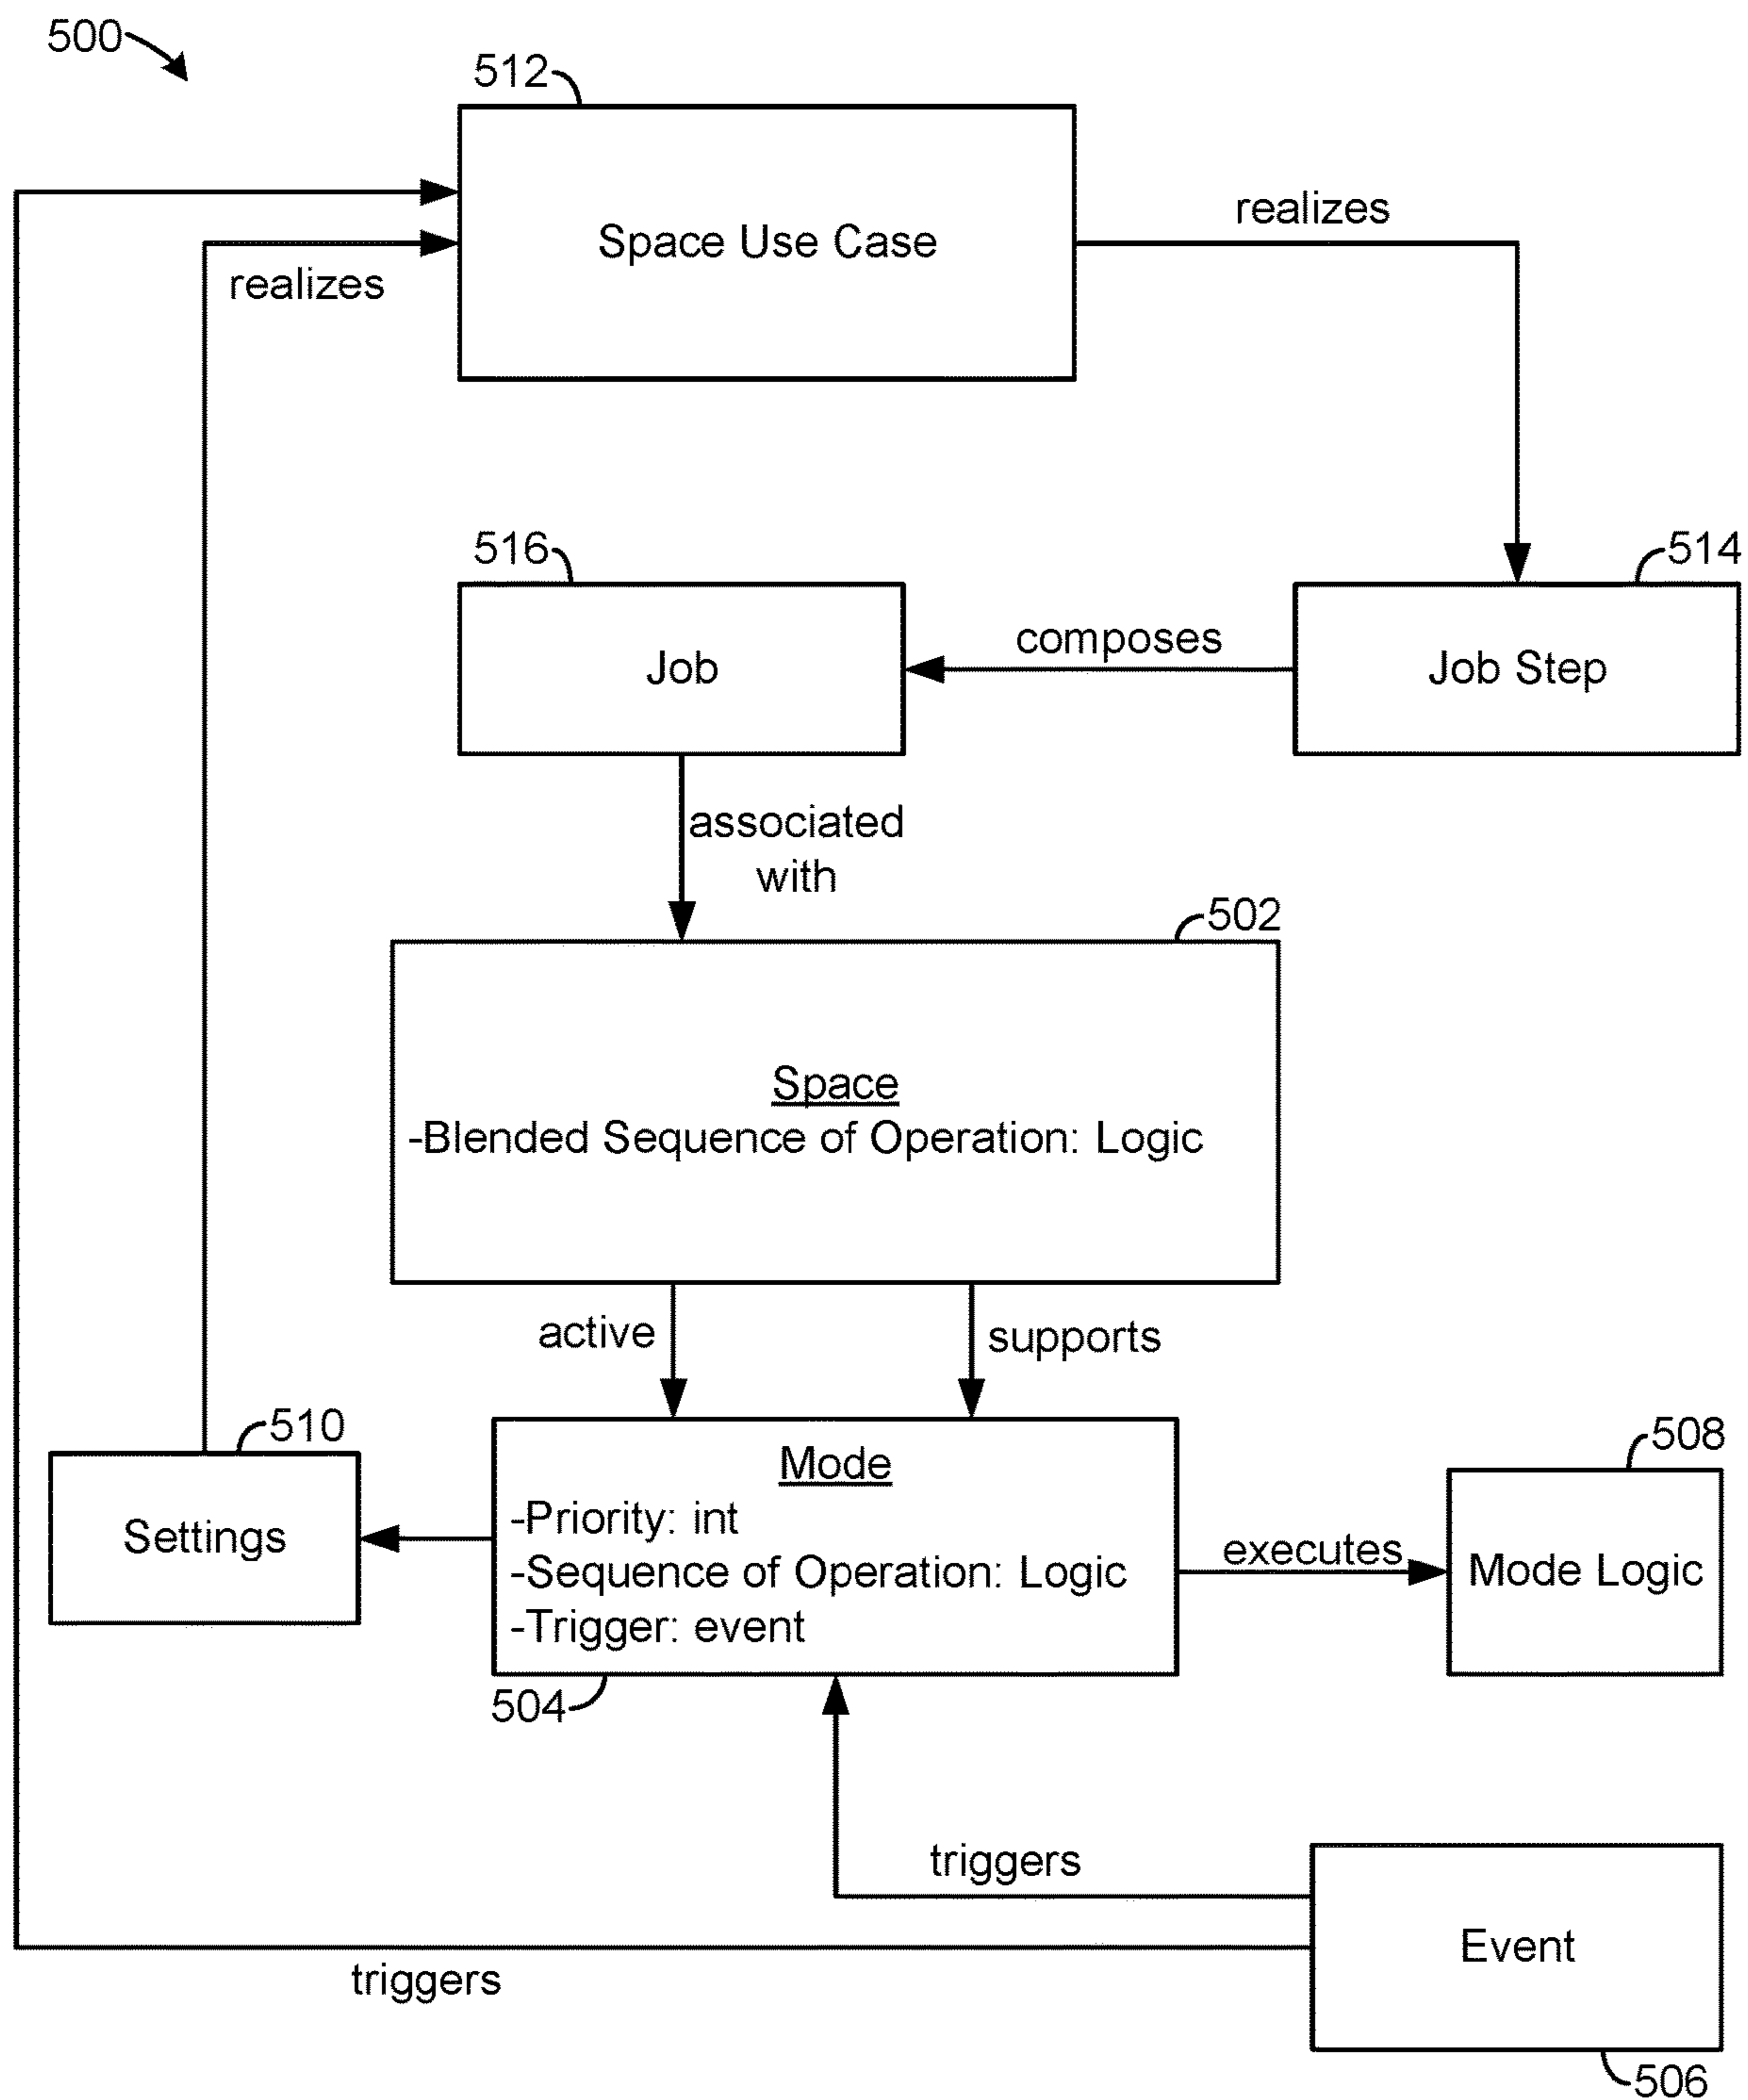 500
512
Space Use Case
realizes
realizes
516
514
Job
composes
Job Step
associated
with
502
Space
-Blended Sequence of Operation: Logic
active
supports
510
Settings
Mode
-Priority: int
-Sequence of Operation: Logic
-Trigger: event
504
executes
508
Mode Logic
triggers
Event
triggers
506